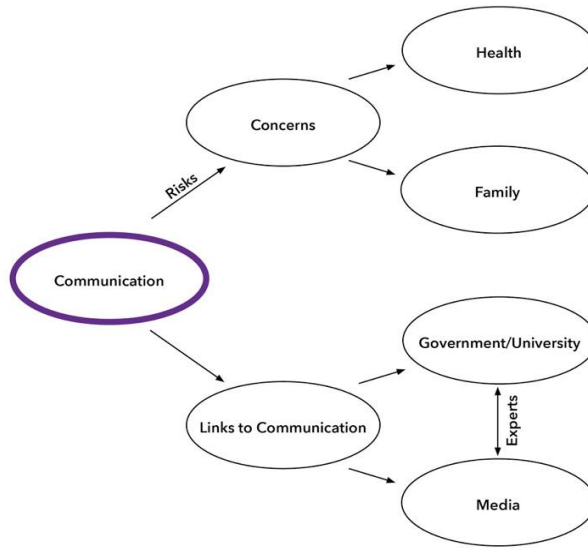 Health
Concerns
Risks
Family
Communication
Government/University
Links to Communication
Experts
Media